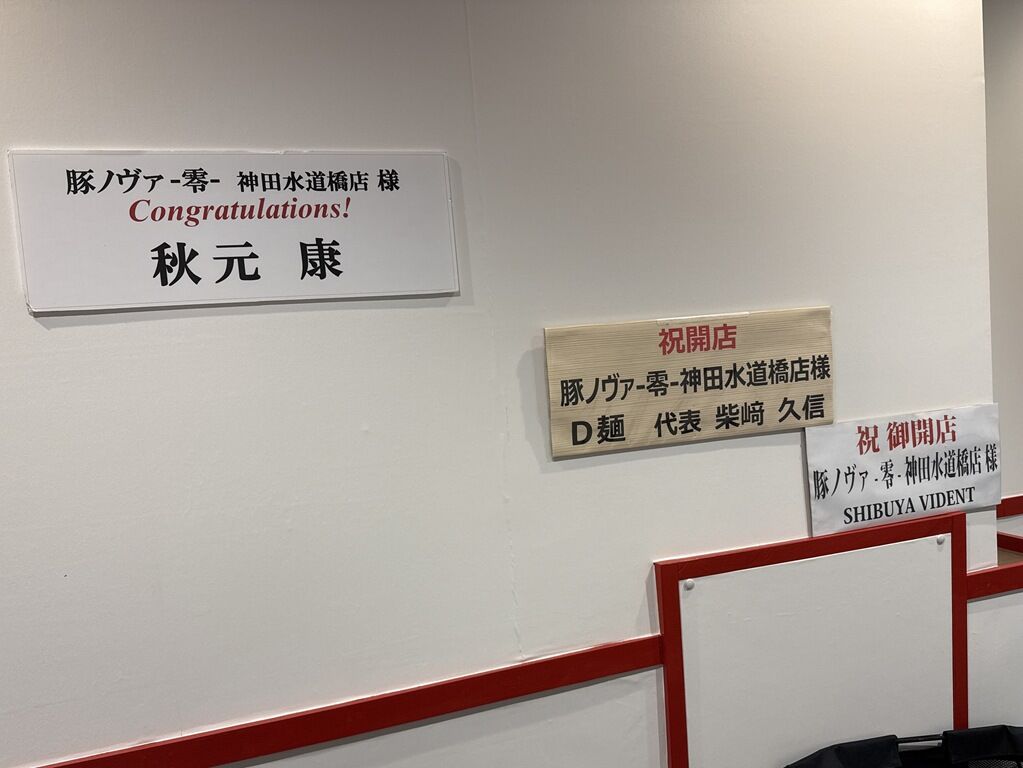 豚ノヴァ-零- 神田水道橋店 様
Congratulations!
秋元 康
祝開店
豚ノヴァ-零-神田水道橋店様
D麺 代表 柴﨑 久信
祝 御開店
豚ノヴァ-零-神田水道橋店 様
SHIBUYA VIDENT